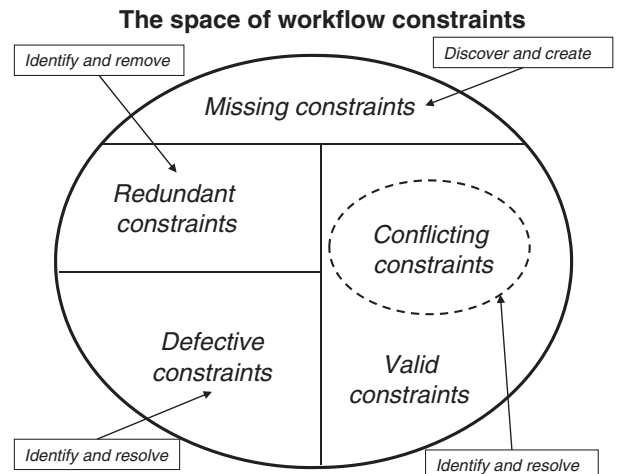 The space of workflow constraints
Identify and remove
Discover and create
Missing constraints
Redundant
constraints
Conflicting
constraints
Defective
constraints
Valid
constraints
Identify and resolve
Identify and resolve